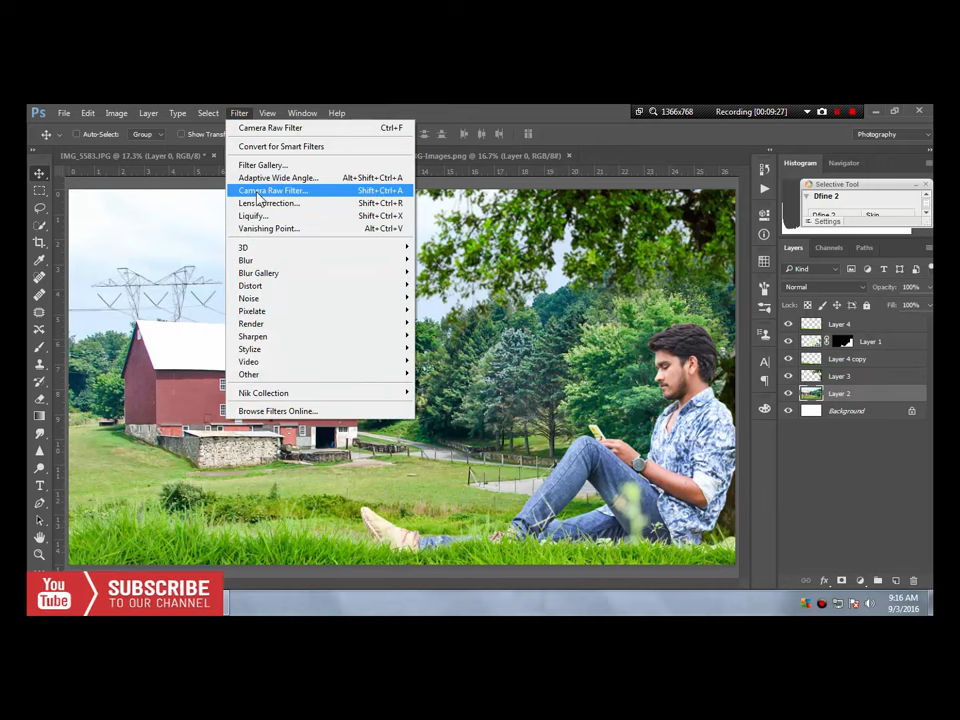 Ps File Edit Image Layer Type Select Filter View Window Help 1366x768 Recording [00:09:27]
Auto-Select: Group Show Transf Photography
IMG_5583.JPG @ 17.3% (Layer 0, RGB/8) * × G-Images.png @ 16.7% (Layer 0, RGB/8) ×
Camera Raw Filter Ctrl+F
Convert for Smart Filters
Filter Gallery...
Adaptive Wide Angle... Alt+Shift+Ctrl+A
Camera Raw Filter... Shift+Ctrl+A
Lens Correction... Shift+Ctrl+R
Liquify... Shift+Ctrl+X
Vanishing Point... Alt+Ctrl+V
3D
Blur
Blur Gallery
Distort
Noise
Pixelate
Render
Sharpen
Stylize
Video
Other
Nik Collection
Browse Filters Online...
Histogram Navigator
Selective Tool
Dfine 2
Dfine 2 Skin
Settings
Layers Channels Paths
Kind
Normal Opacity: 100%
Lock: Fill: 100%
Layer 4
Layer 1
Layer 4 copy
Layer 3
Layer 2
Background
fx
You
Tube
SUBSCRIBE
TO OUR CHANNEL
9:16 AM
9/3/2016